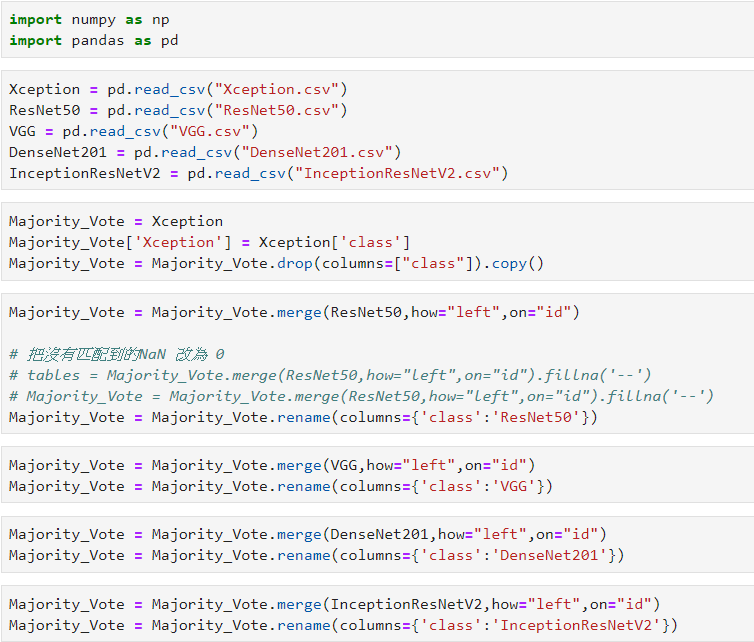 import numpy as np
import pandas as pd
Xception = pd.read_csv("Xception.csv")
ResNet50 = pd.read_csv("ResNet50.csv")
VGG = pd.read_csv("VGG.csv")
DenseNet201 = pd.read_csv("DenseNet201.csv")
InceptionResNetV2 = pd.read_csv("InceptionResNetV2.csv")
Majority_Vote = Xception
Majority_Vote['Xception'] = Xception['class']
Majority_Vote = Majority_Vote.drop(columns=["class"]).copy()
Majority_Vote = Majority_Vote.merge(ResNet50,how="left",on="id")
# 把沒有匹配到的NaN 改為 0
# tables = Majority_Vote.merge(ResNet50,how="left",on="id").fillna('--')
# Majority_Vote = Majority_Vote.merge(ResNet50,how="left",on="id").fillna('--')
Majority_Vote = Majority_Vote.rename(columns={'class':'ResNet50'})
Majority_Vote = Majority_Vote.merge(VGG,how="left",on="id")
Majority_Vote = Majority_Vote.rename(columns={'class':'VGG'})
Majority_Vote = Majority_Vote.merge(DenseNet201,how="left",on="id")
Majority_Vote = Majority_Vote.rename(columns={'class':'DenseNet201'})
Majority_Vote = Majority_Vote.merge(InceptionResNetV2,how="left",on="id")
Majority_Vote = Majority_Vote.rename(columns={'class':'InceptionResNetV2'})